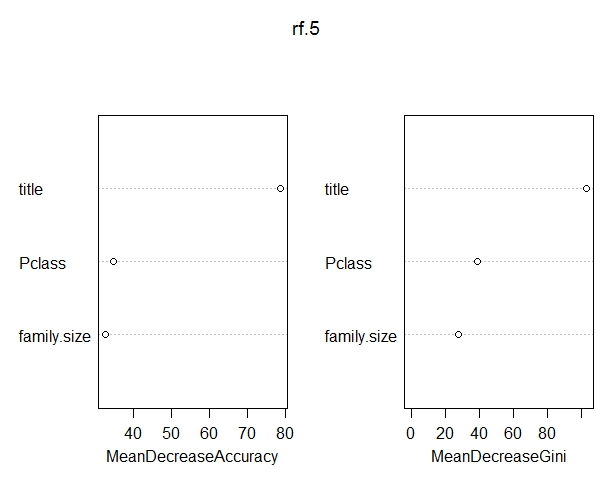 rf.5
title
Pclass
family.size
40 50 60 70 80
MeanDecreaseAccuracy
title
Pclass
family.size
0 20 40 60 80
MeanDecreaseGini